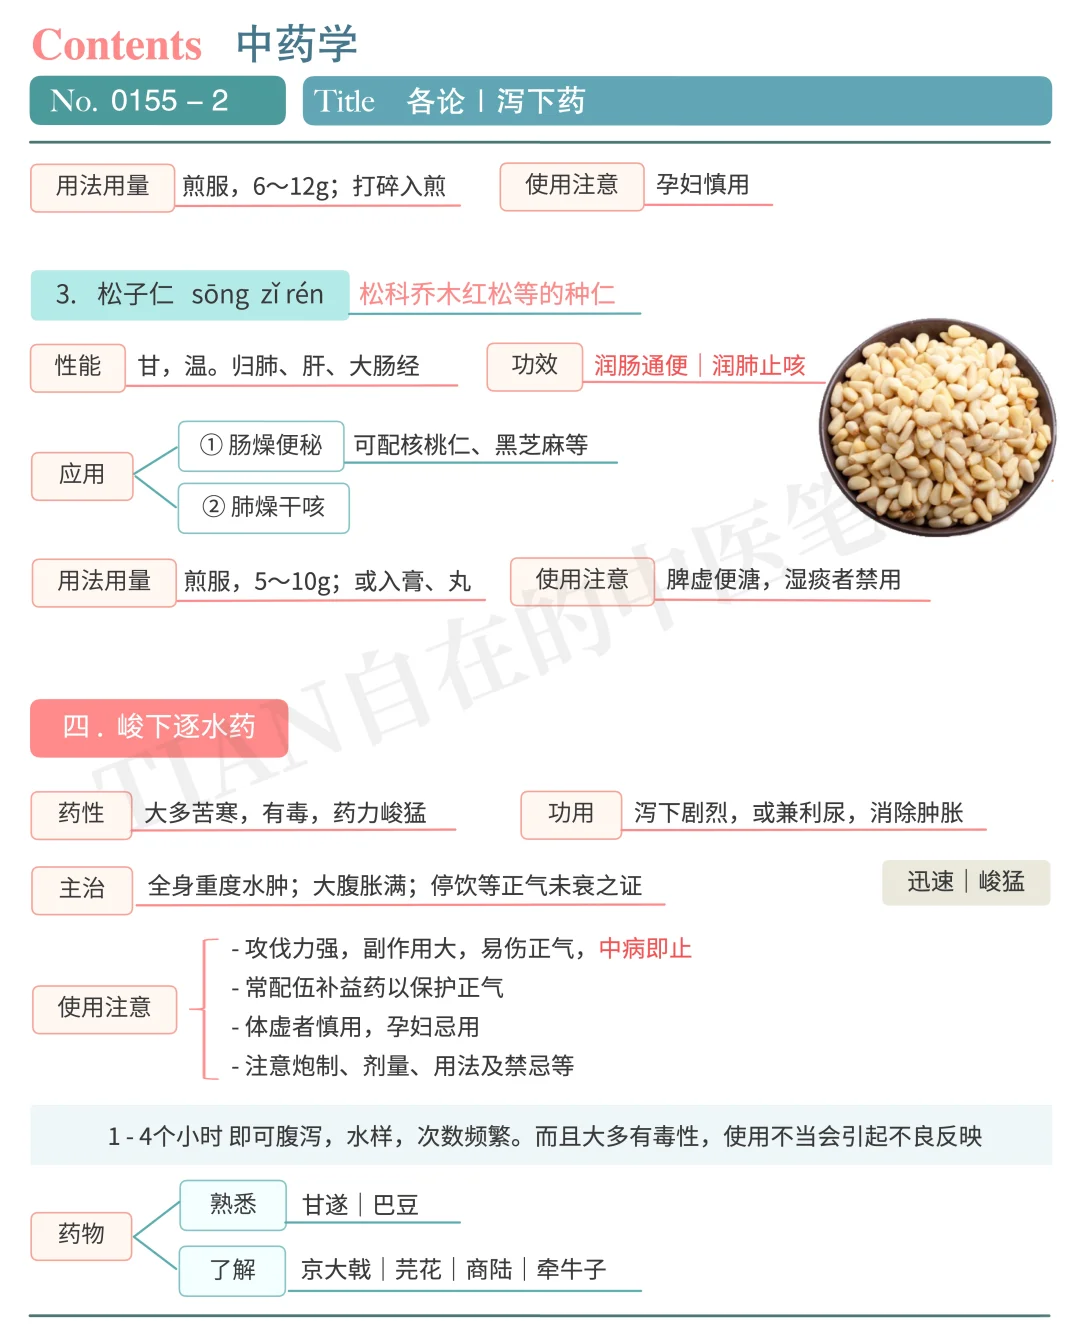 Contents 中药学
No. 0155 – 2 Title 各论｜泻下药
用法用量 煎服，6～12g；打碎入煎 使用注意 孕妇慎用
3. 松子仁 sōng zǐ rén 松科乔木红松等的种仁
性能 甘，温。归肺、肝、大肠经 功效 润肠通便｜润肺止咳
① 肠燥便秘 可配核桃仁、黑芝麻等
应用
② 肺燥干咳
用法用量 煎服，5～10g；或入膏、丸 使用注意 脾虚便溏，湿痰者禁用
TIAN自在的中医笔
四 . 峻下逐水药
药性 大多苦寒，有毒，药力峻猛 功用 泻下剧烈，或兼利尿，消除肿胀
主治 全身重度水肿；大腹胀满；停饮等正气未衰之证 迅速｜峻猛
- 攻伐力强，副作用大，易伤正气，中病即止
- 常配伍补益药以保护正气
使用注意
- 体虚者慎用，孕妇忌用
- 注意炮制、剂量、用法及禁忌等
1 - 4个小时 即可腹泻，水样，次数频繁。而且大多有毒性，使用不当会引起不良反映
熟悉 甘遂｜巴豆
药物
了解 京大戟｜芫花｜商陆｜牵牛子